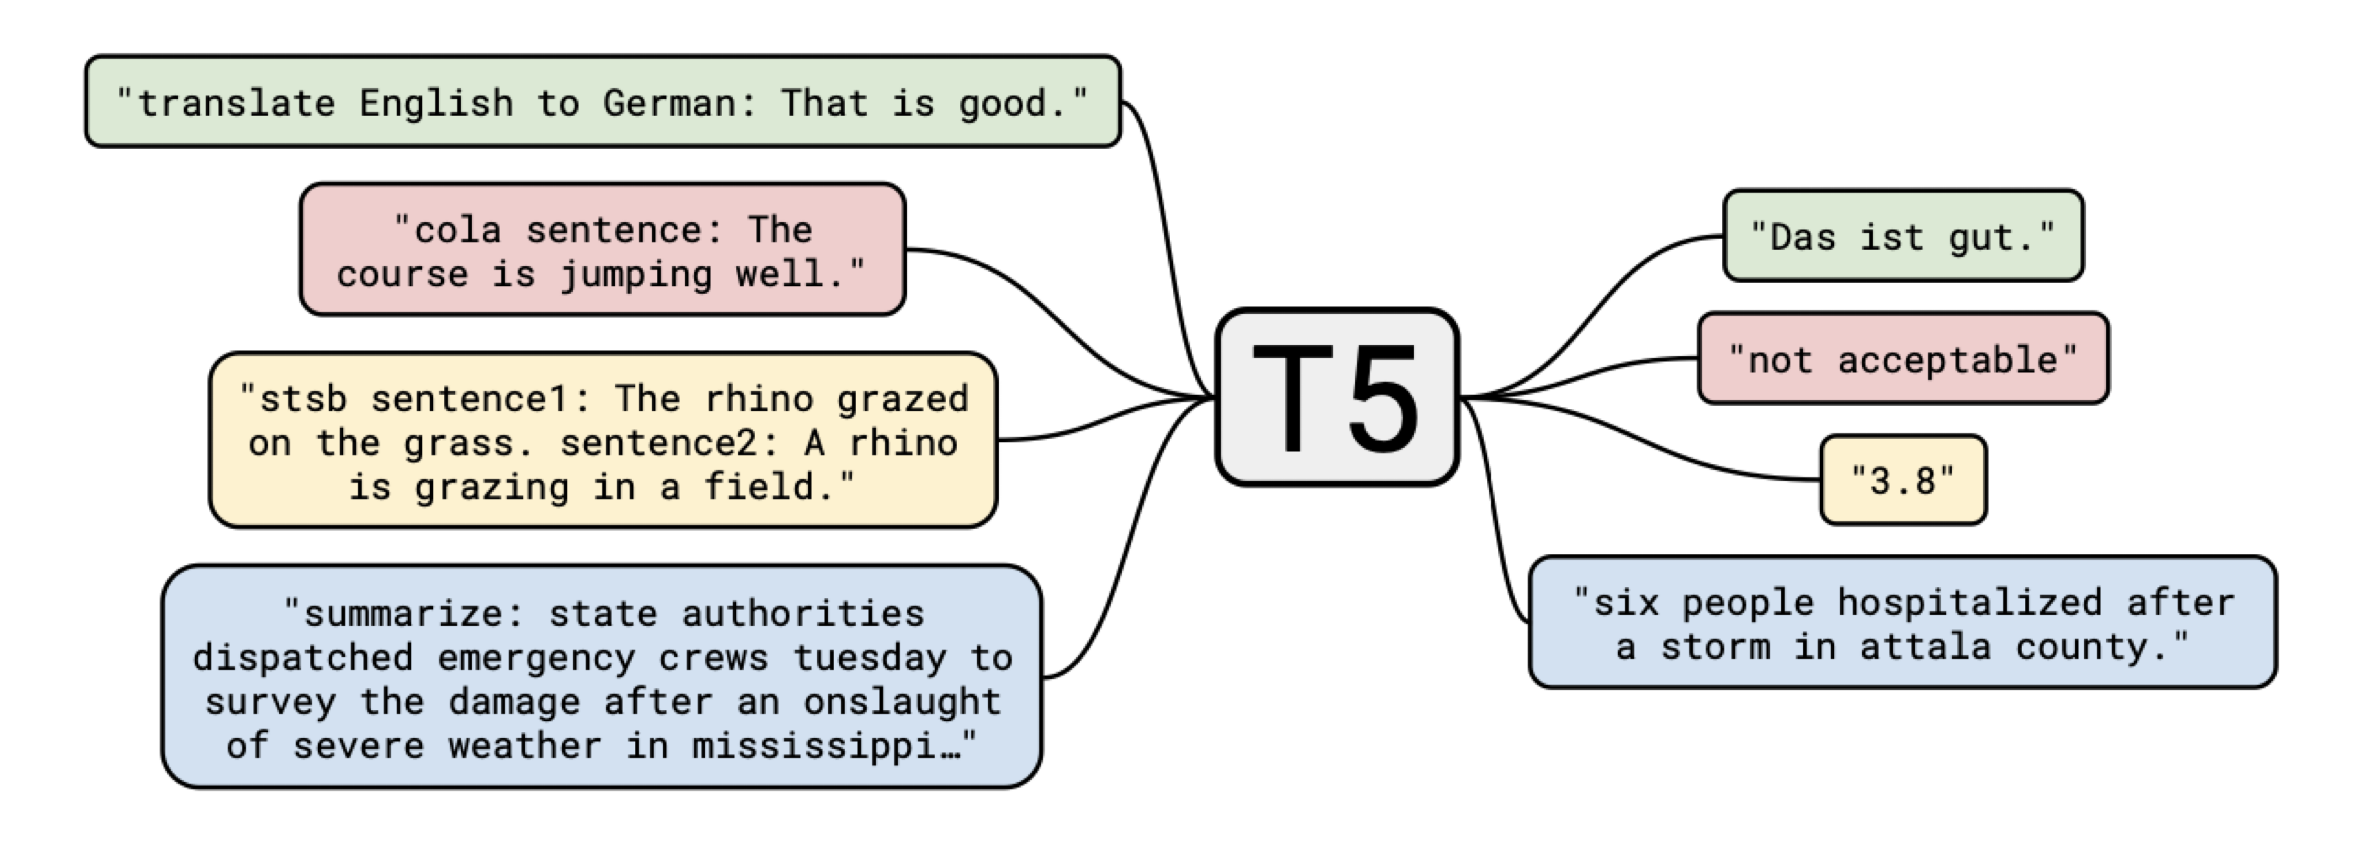 "translate English to German: That is good."
"cola sentence: The
course is jumping well."
"stsb sentence1: The rhino grazed
on the grass. sentence2: A rhino
is grazing in a field."
"summarize: state authorities
dispatched emergency crews tuesday to
survey the damage after an onslaught
of severe weather in mississippi…"
T5
"Das ist gut."
"not acceptable"
"3.8"
"six people hospitalized after
a storm in attala county."